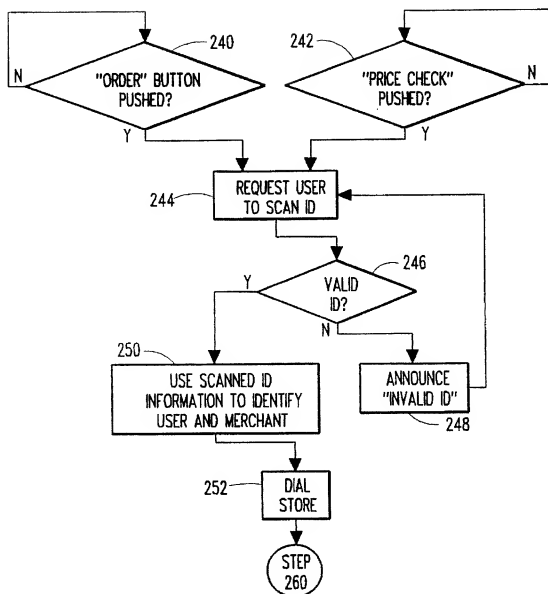 240
"ORDER" BUTTON
PUSHED?
N
Y
242
"PRICE CHECK"
PUSHED?
N
Y
244
REQUEST USER
TO SCAN ID
246
VALID
ID?
Y
N
250
USE SCANNED ID
INFORMATION TO IDENTIFY
USER AND MERCHANT
ANNOUNCE
"INVALID ID"
248
252
DIAL
STORE
STEP
260